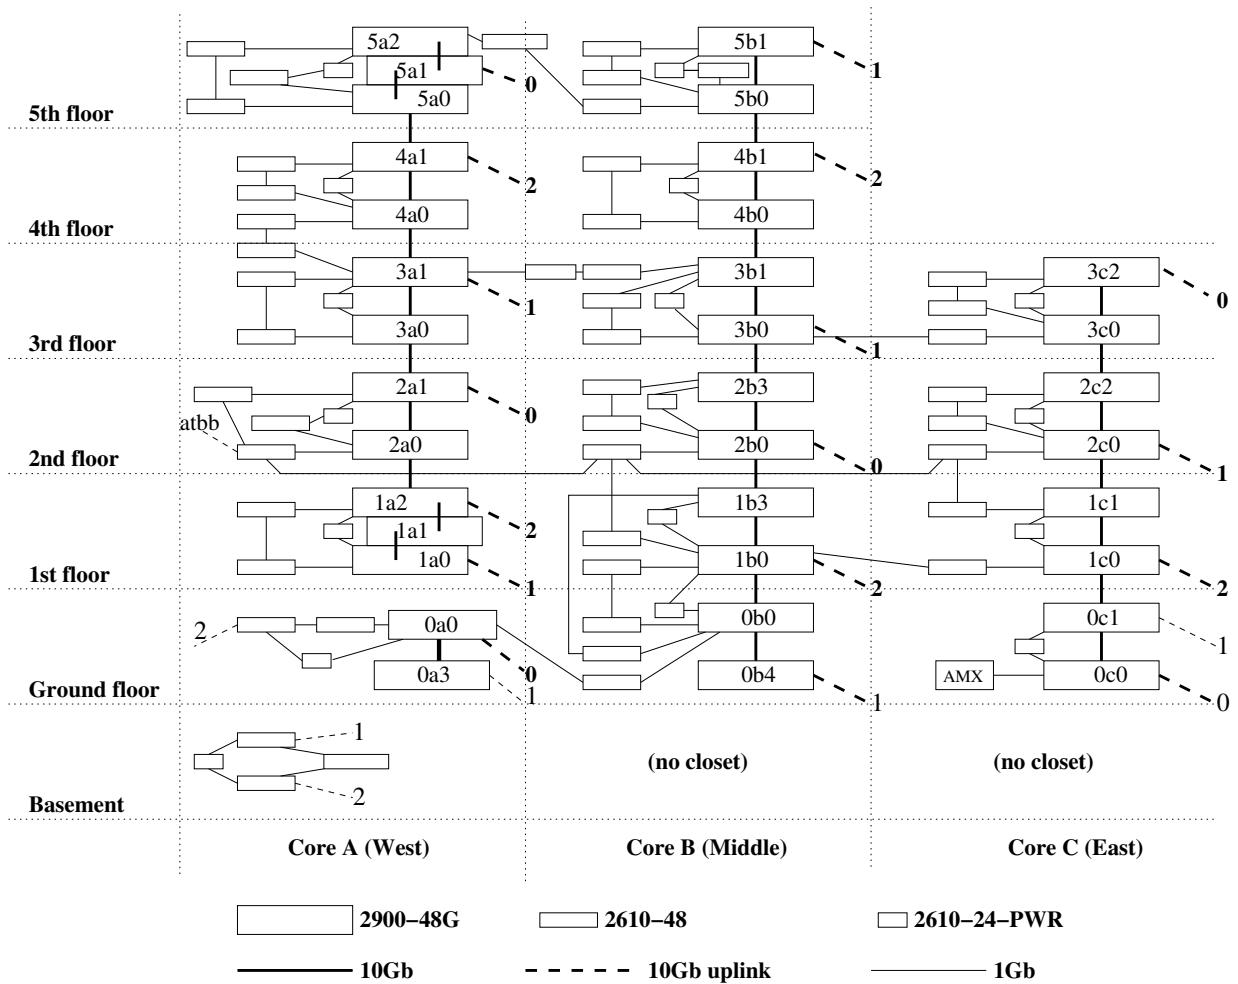 5a2
5b1
5a1
1
0
5a0
5b0
5th floor
4a1
4b1
2
2
4a0
4b0
4th floor
3a1
3b1
3c2
1
0
3a0
3b0
3c0
3rd floor
1
2a1
2b3
2c2
0
atbb
2a0
2b0
2c0
2nd floor
0
1
1a2
1b3
1c1
2
1a1
1a0
1b0
1c0
1st floor
1
2
2
2
0a0
0b0
0c1
1
0
0a3
0b4
AMX
0c0
Ground floor
1
1
0
1
(no closet)
(no closet)
2
Basement
Core A (West)
Core B (Middle)
Core C (East)
2900−48G
2610−48
2610−24−PWR
10Gb
10Gb uplink
1Gb